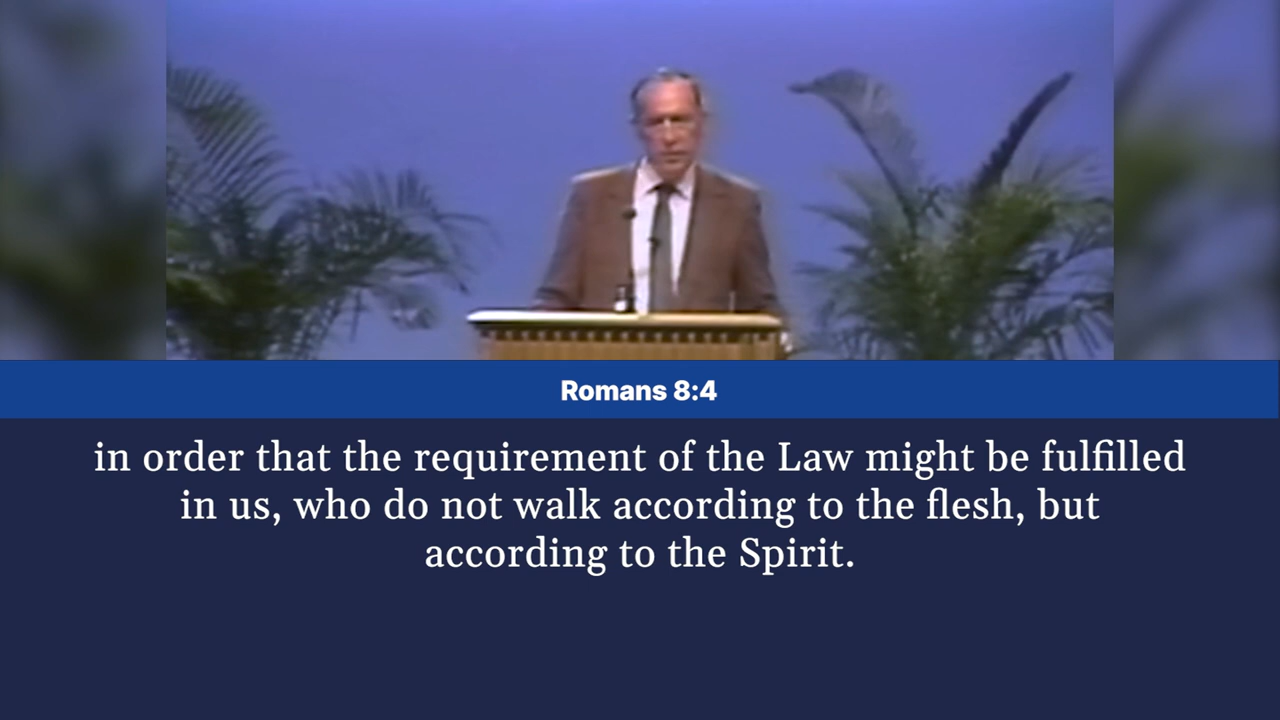 Romans 8:4
in order that the requirement of the Law might be fulfilled
in us, who do not walk according to the flesh, but
according to the Spirit.